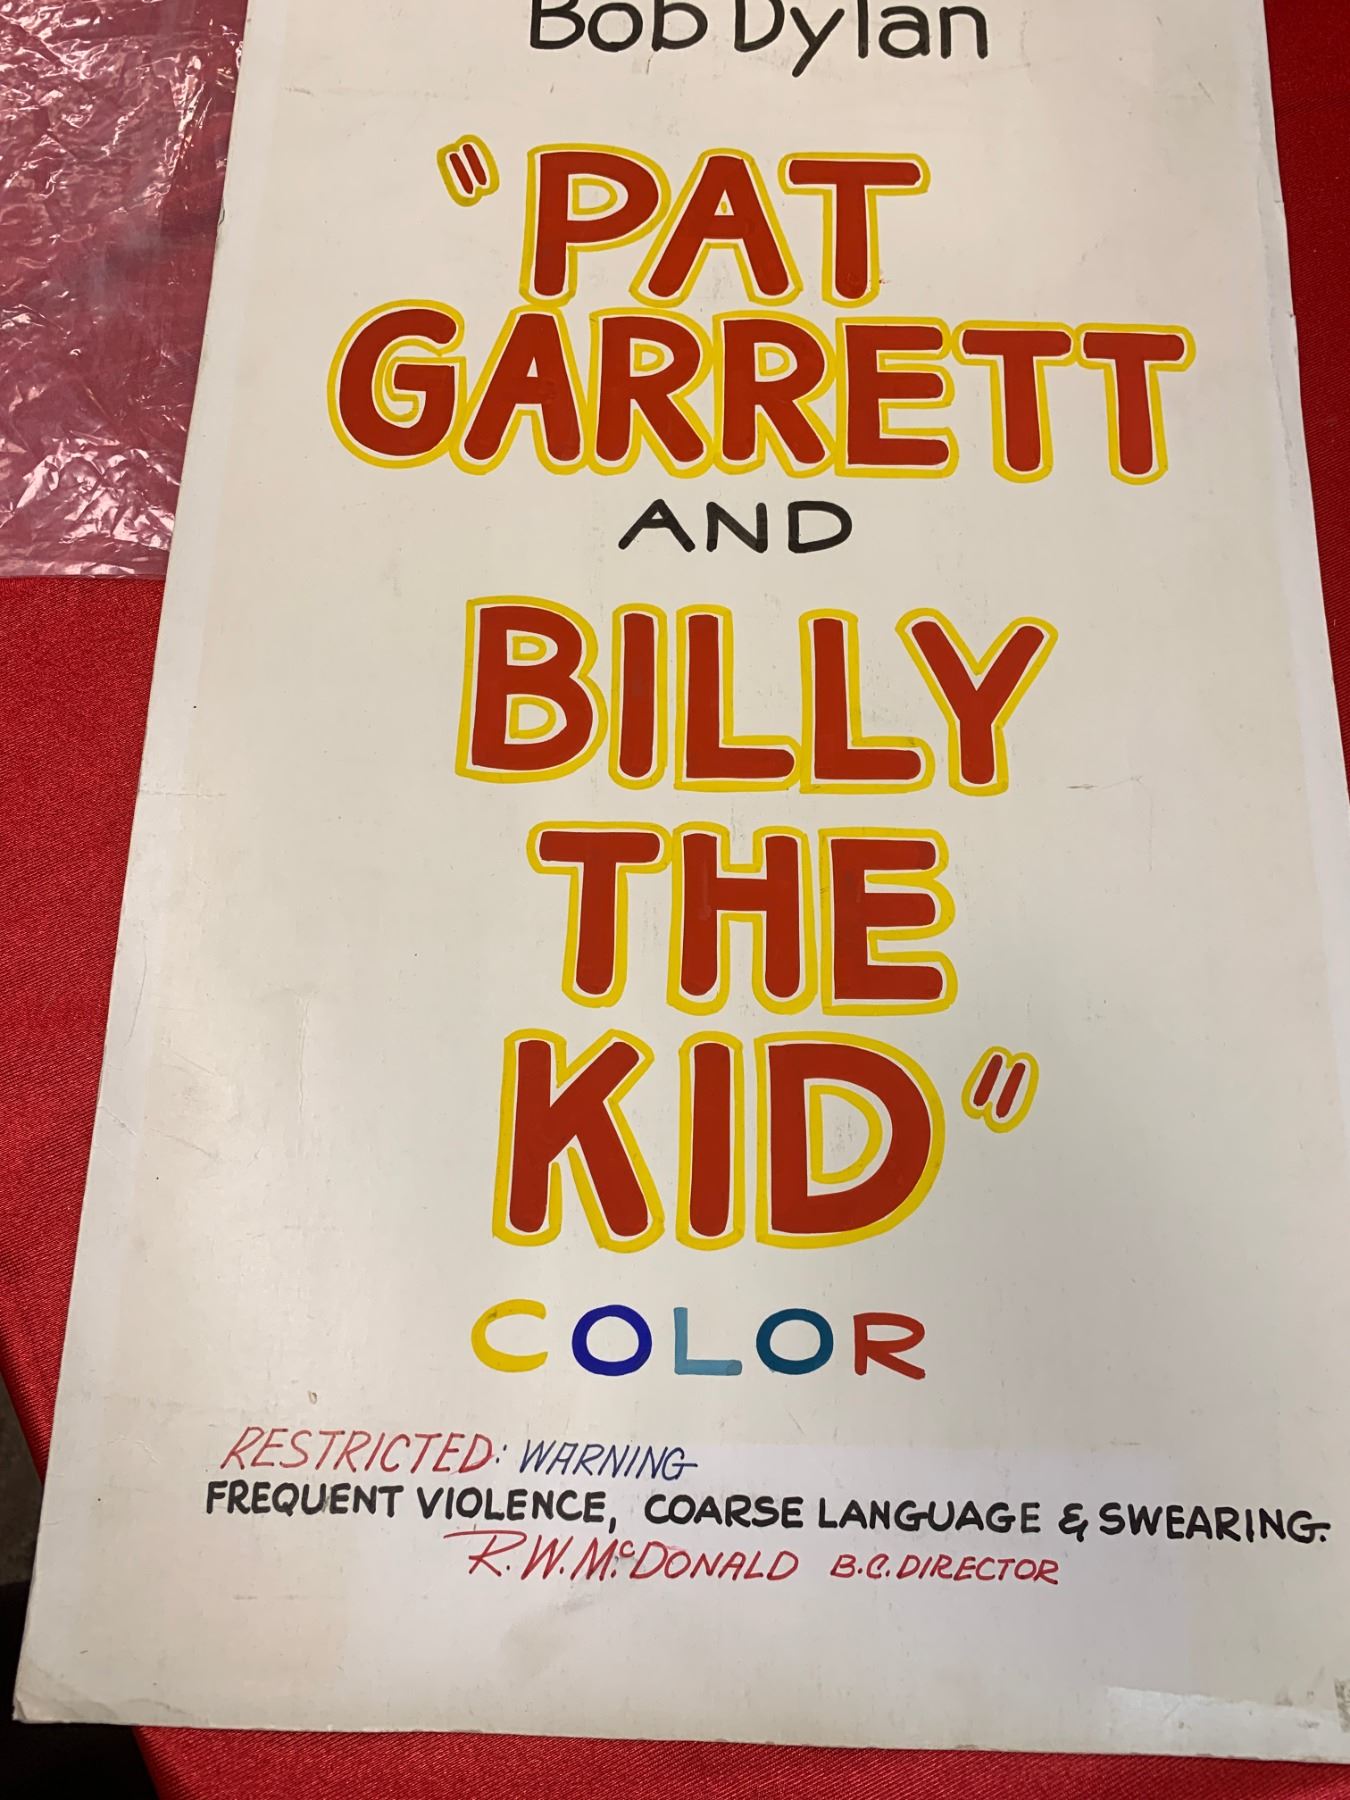 Bob Dylan
"PAT
GARRETT
AND
BILLY
THE
KID"
COLOR
RESTRICTED: WARNING
FREQUENT VIOLENCE, COARSE LANGUAGE & SWEARING.
R.W. McDONALD B.C. DIRECTOR